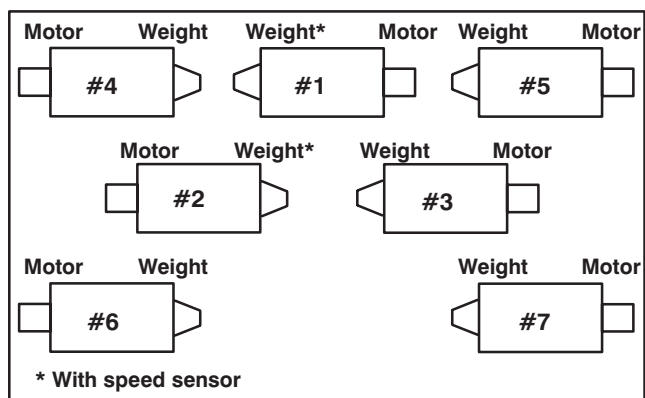 Motor Weight Weight* Motor Weight Motor
#4 #1 #5
Motor Weight* Weight Motor
#2 #3
Motor Weight Weight Motor
#6 #7
* With speed sensor